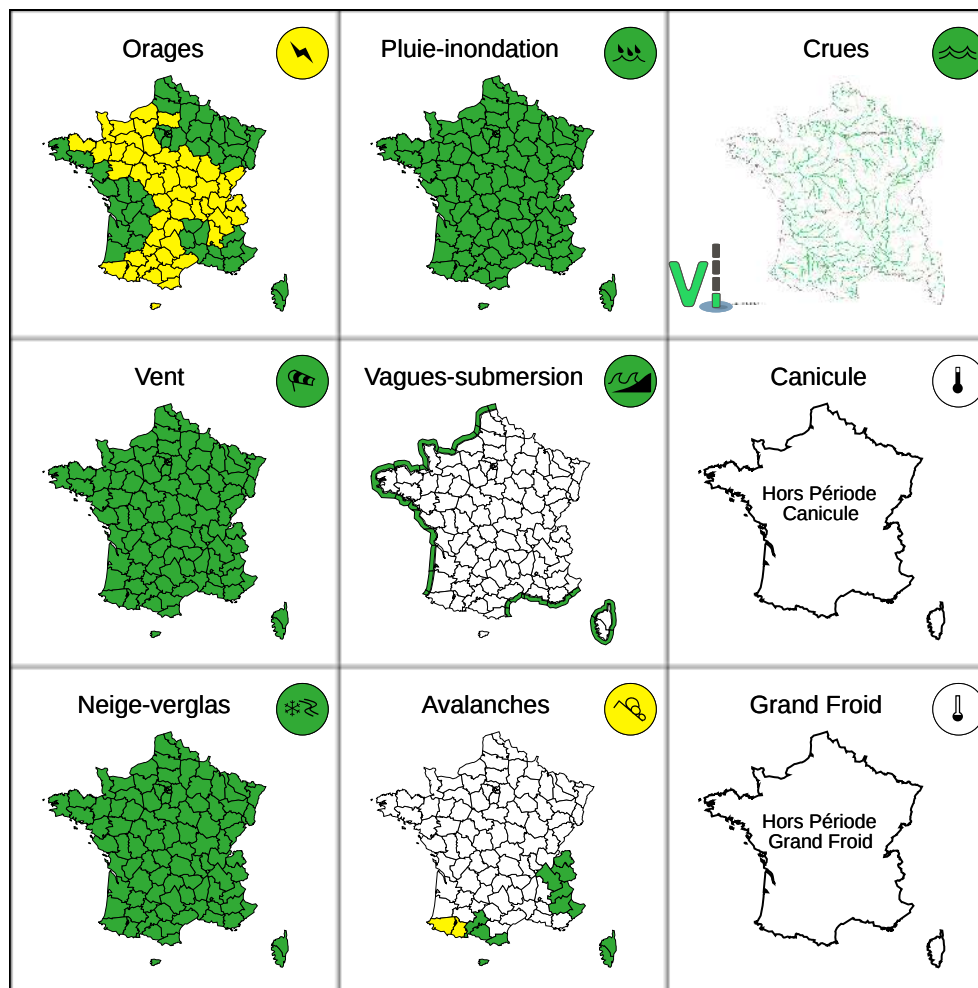 Orages
Pluie-inondation
Crues
Vi
Vent
Vagues-submersion
Canicule
Hors Période
Canicule
Neige-verglas
Avalanches
Grand Froid
Hors Période
Grand Froid